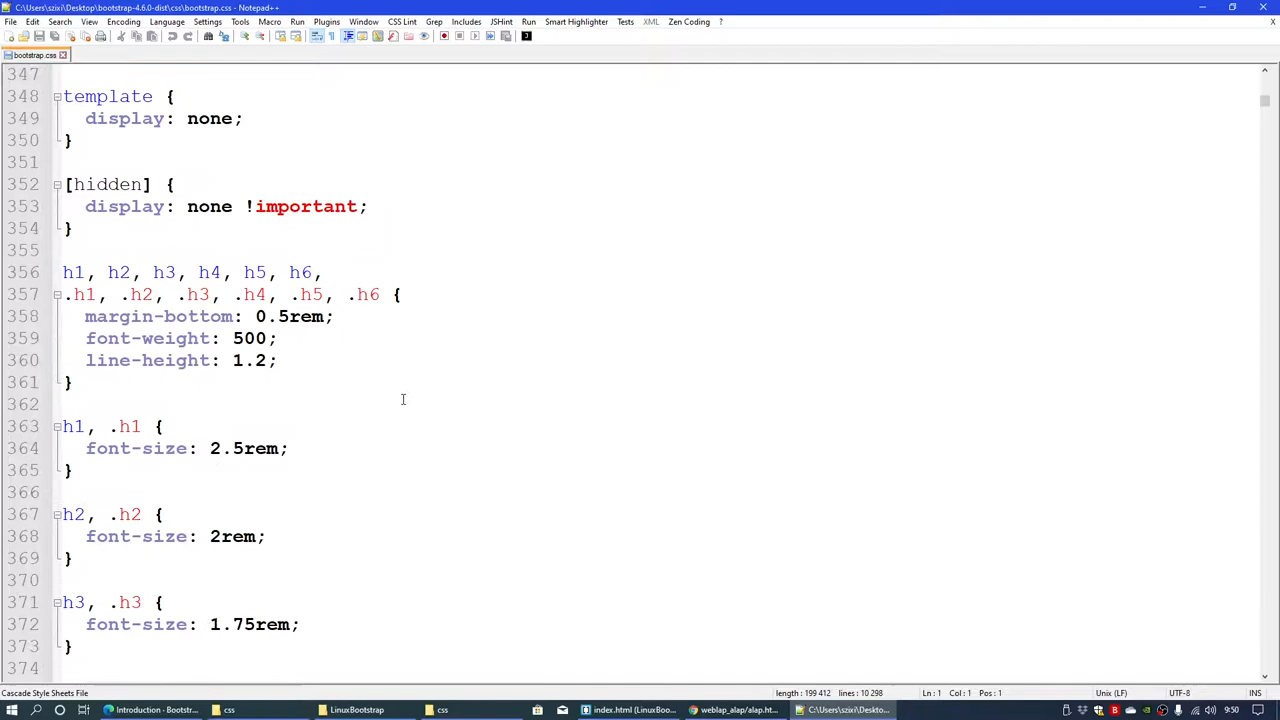 C:\Users\szixi\Desktop\bootstrap-4.6.0-dist\css\bootstrap.css - Notepad++
File Edit Search View Encoding Language Settings Tools Macro Run Plugins Window CSS Lint Grep Includes JSHint Run Smart Highlighter Tests XML Zen Coding ? X
bootstrap.css
347
348 template {
349 display: none;
350 }
351
352 [hidden] {
353 display: none !important;
354 }
355
356 h1, h2, h3, h4, h5, h6,
357 .h1, .h2, .h3, .h4, .h5, .h6 {
358 margin-bottom: 0.5rem;
359 font-weight: 500;
360 line-height: 1.2;
361 }
362
363 h1, .h1 {
364 font-size: 2.5rem;
365 }
366
367 h2, .h2 {
368 font-size: 2rem;
369 }
370
371 h3, .h3 {
372 font-size: 1.75rem;
373 }
374
Cascade Style Sheets File length : 199 412 lines : 10 298 Ln : 1 Col : 1 Pos : 1 Unix (LF) UTF-8 INS
Introduction - Bootstr... css LinuxBootstrap css index.html (LinuxBoo... weblap_alap/alap.ht... C:\Users\szixi\Deskto... 9:50